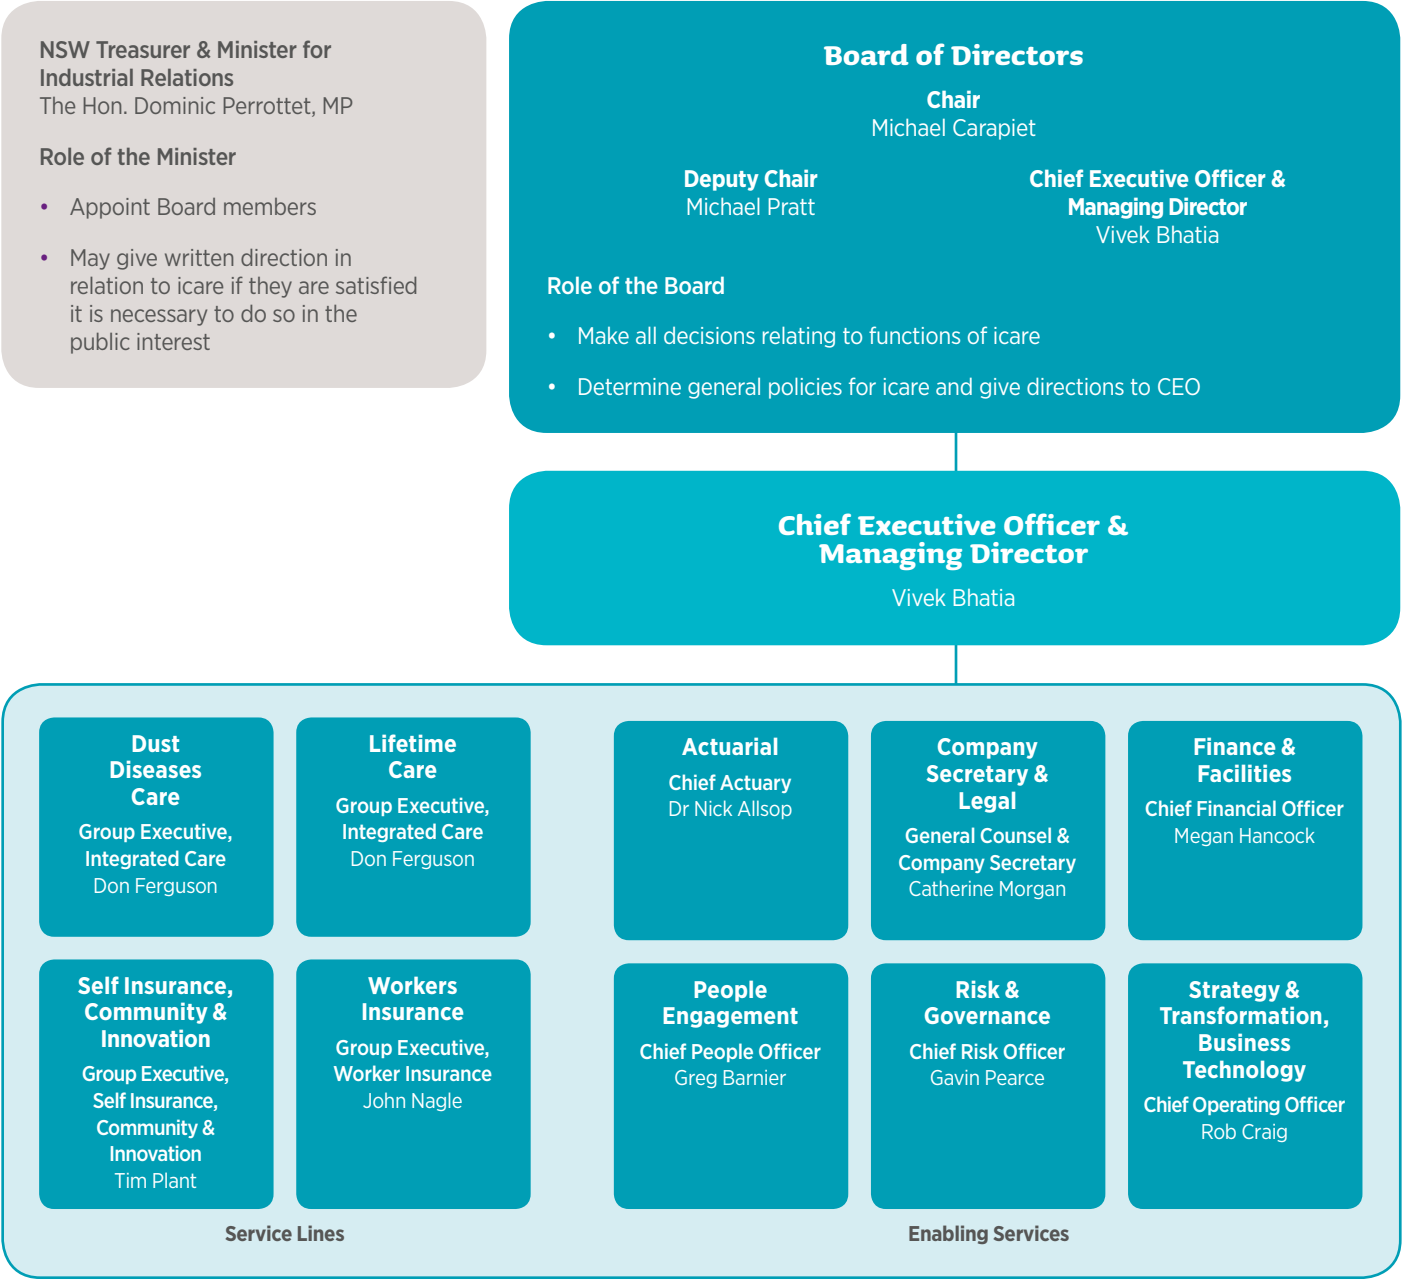 NSW Treasurer & Minister for
Industrial Relations
The Hon. Dominic Perrottet, MP
Role of the Minister
• Appoint Board members
• May give written direction in
relation to icare if they are satisfied
it is necessary to do so in the
public interest
Board of Directors
Chair
Michael Carapiet
Deputy Chair
Michael Pratt
Chief Executive Officer &
Managing Director
Vivek Bhatia
Role of the Board
• Make all decisions relating to functions of icare
• Determine general policies for icare and give directions to CEO
Chief Executive Officer &
Managing Director
Vivek Bhatia
Dust
Diseases
Care
Group Executive,
Integrated Care
Don Ferguson
Lifetime
Care
Group Executive,
Integrated Care
Don Ferguson
Self Insurance,
Community &
Innovation
Group Executive,
Self Insurance,
Community &
Innovation
Tim Plant
Workers
Insurance
Group Executive,
Worker Insurance
John Nagle
Service Lines
Actuarial
Chief Actuary
Dr Nick Allsop
Company
Secretary &
Legal
General Counsel &
Company Secretary
Catherine Morgan
Finance &
Facilities
Chief Financial Officer
Megan Hancock
People
Engagement
Chief People Officer
Greg Barnier
Risk &
Governance
Chief Risk Officer
Gavin Pearce
Strategy &
Transformation,
Business
Technology
Chief Operating Officer
Rob Craig
Enabling Services